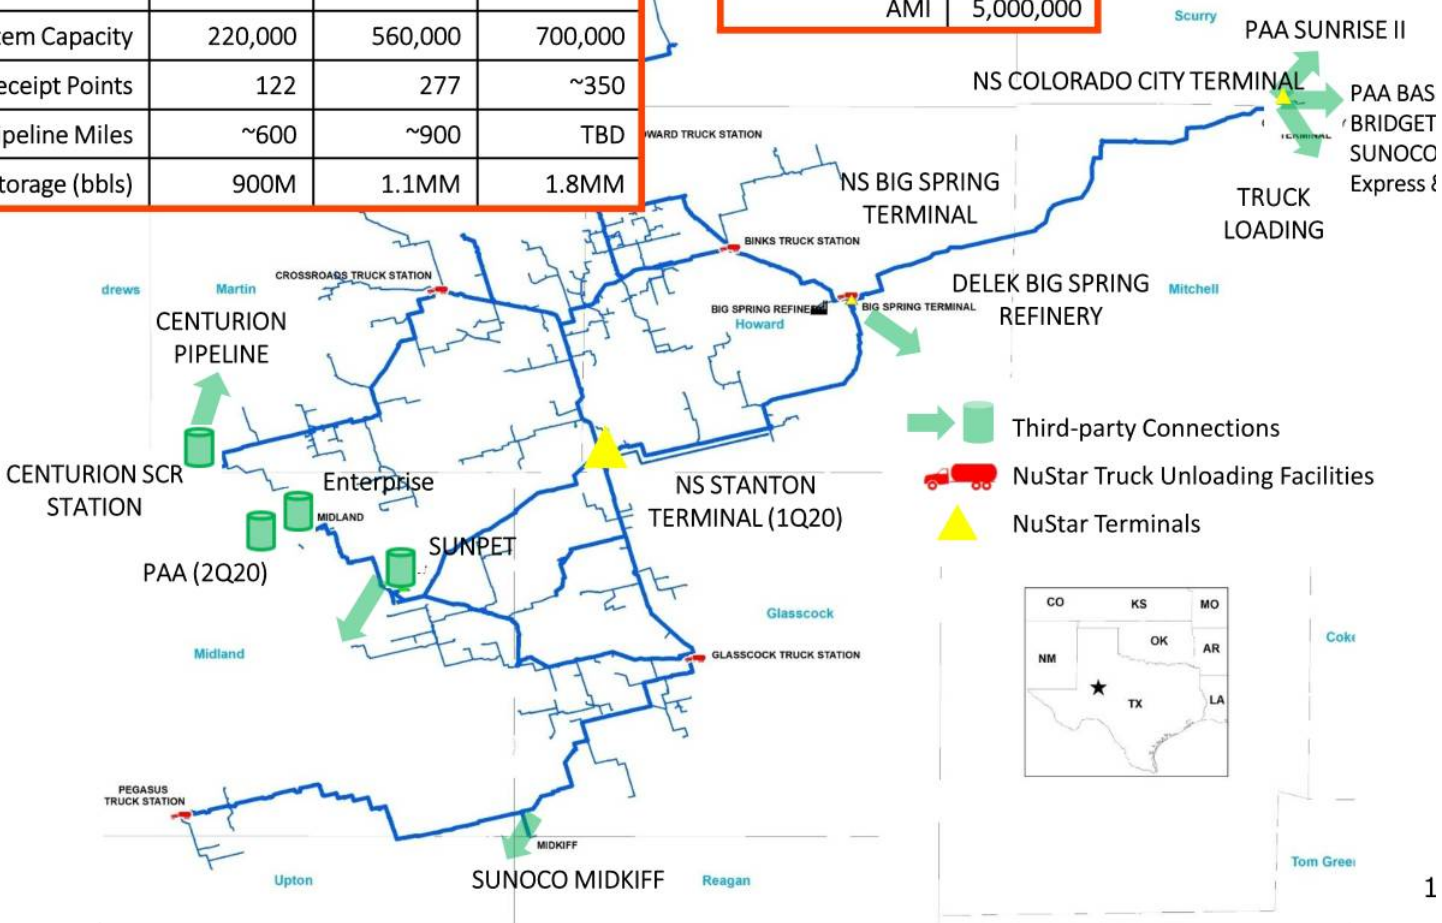 AMI 5,000,000
tem Capacity 220,000 560,000 700,000
eceipt Points 122 277 ~350
ipeline Miles ~600 ~900 TBD
torage (bbls) 900M 1.1MM 1.8MM
Scurry
PAA SUNRISE II
NS COLORADO CITY TERMINAL
PAA BAS
BRIDGET
SUNOCO
Express &
TERMINAL
TRUCK
LOADING
WARD TRUCK STATION
NS BIG SPRING
TERMINAL
BINKS TRUCK STATION
CROSSROADS TRUCK STATION
drews
Martin
CENTURION
PIPELINE
BIG SPRING REFINE
BIG SPRING TERMINAL
Howard
DELEK BIG SPRING
REFINERY
Mitchell
CENTURION SCR
STATION
Enterprise
MIDLAND
PAA (2Q20)
SUNPET
NS STANTON
TERMINAL (1Q20)
Third-party Connections
NuStar Truck Unloading Facilities
NuStar Terminals
Glasscock
Midland
GLASSCOCK TRUCK STATION
CO
KS
MO
OK
AR
NM
TX
LA
Coke
PEGASUS
TRUCK STATION
MIDKIFF
SUNOCO MIDKIFF
Upton
Reagan
Tom Gree
1